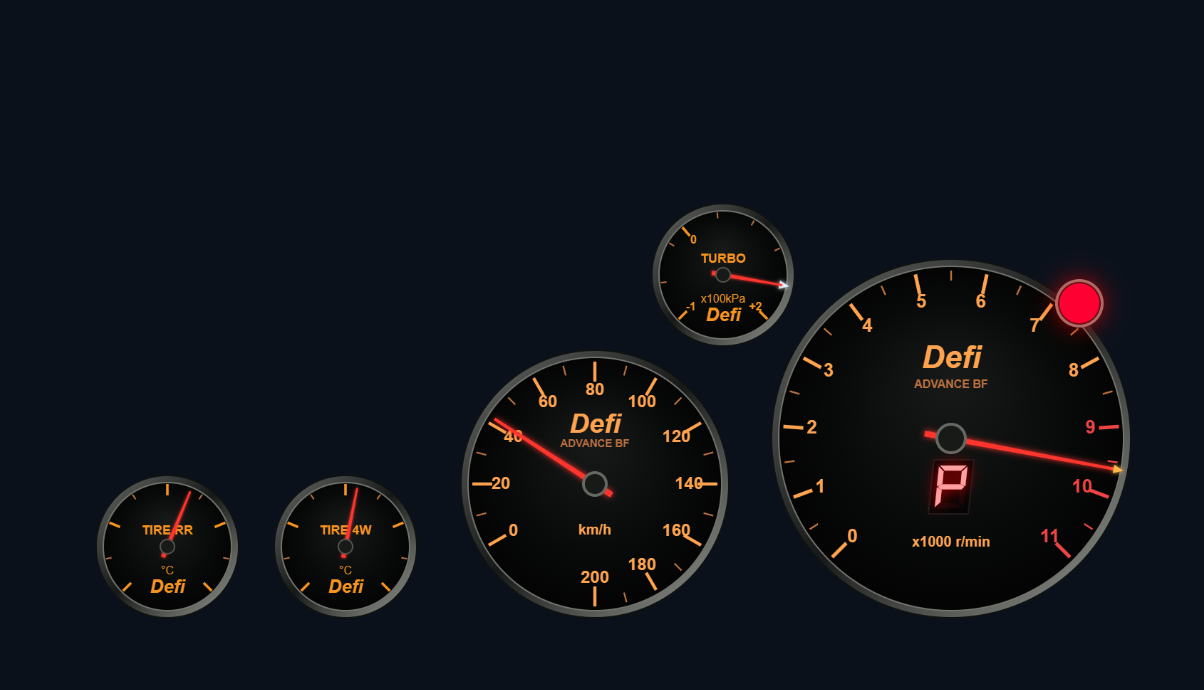 0
TURBO
x100kPa
-1
+2
Defi
0
1
2
3
4
5
6
7
8
9
10
11
Defi
ADVANCE BF
P
x1000 r/min
0
20
40
60
80
100
120
140
160
180
200
Defi
ADVANCE BF
km/h
TIRE RR
°C
Defi
TIRE 4W
°C
Defi